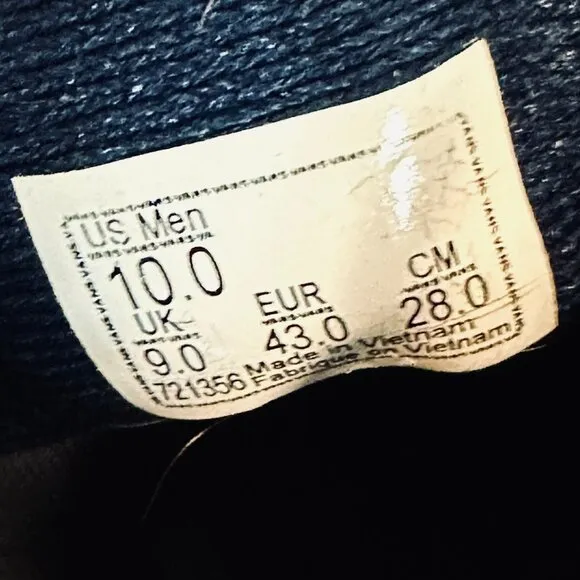 US Men
10.0
UK EUR CM
9.0 43.0 28.0
721356 Made in Vietnam
Fabriqué en Vietnam